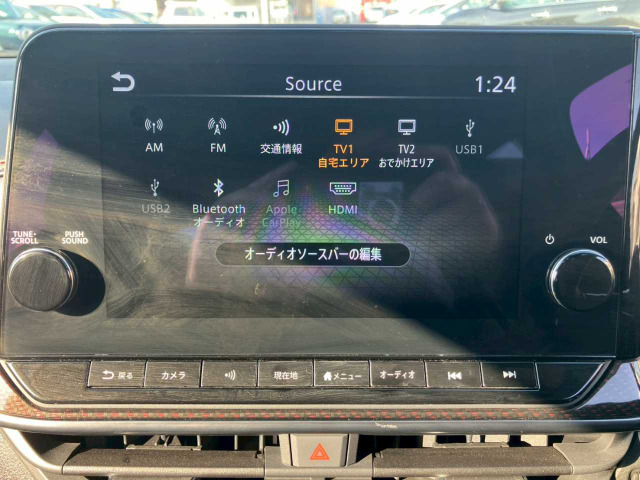 Source
1:24
AM
FM
交通情報
TV1
自宅エリア
TV2
おでかけエリア
USB1
USB2
Bluetooth
オーディオ
Apple
CarPlay
HDMI
オーディオソースバーの編集
TUNE・
SCROLL
PUSH
SOUND
VOL
戻る
カメラ
現在地
メニュー
オーディオ